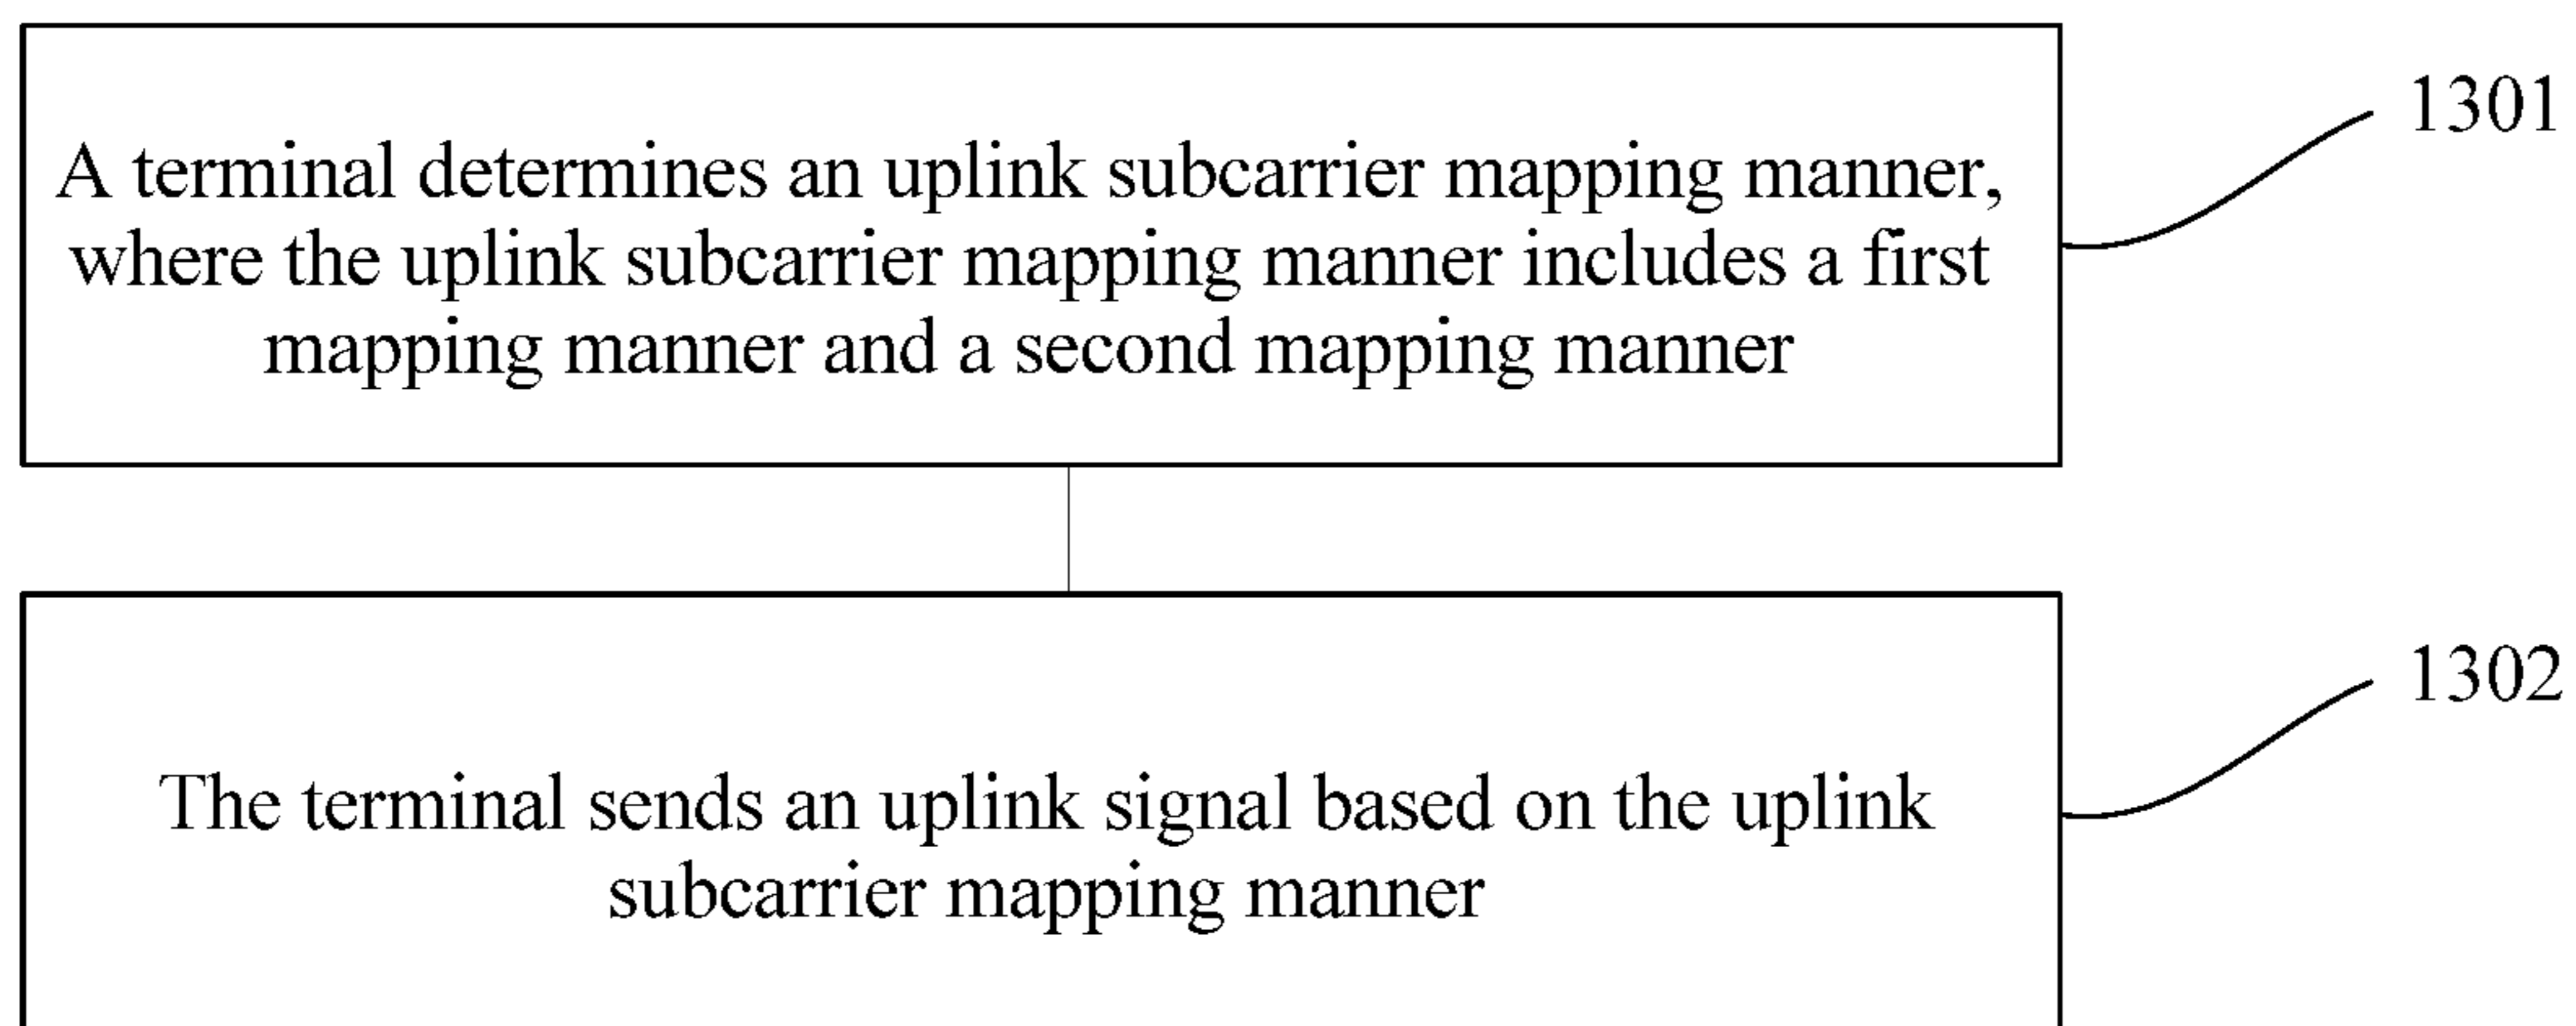 1301
A terminal determines an uplink subcarrier mapping manner,
where the uplink subcarrier mapping manner includes a first
mapping manner and a second mapping manner
1302
The terminal sends an uplink signal based on the uplink
subcarrier mapping manner